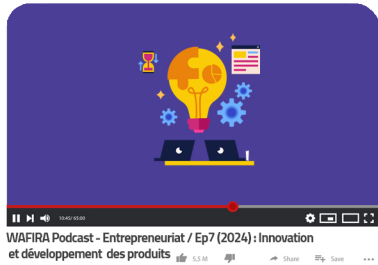 10:45/ 65:00
WAFIRA Podcast - Entrepreneuriat / Ep7 (2024) : Innovation
et développement des produits
5.5 M
Share
Save